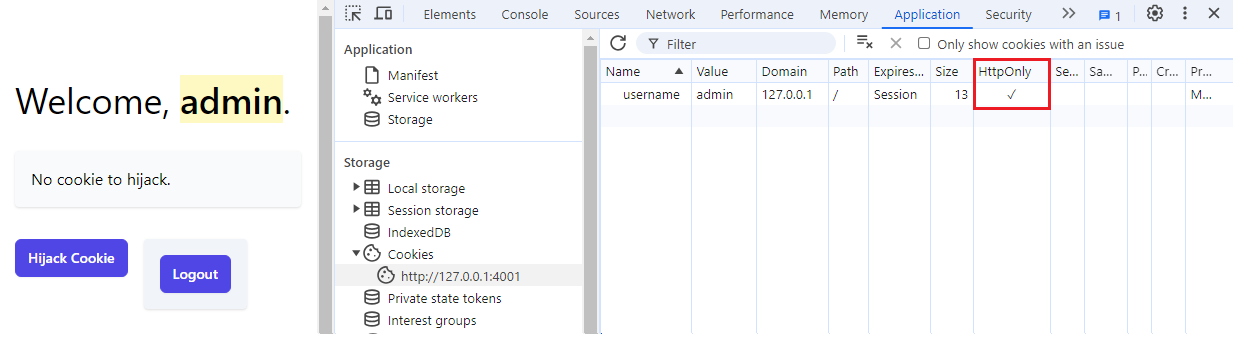 Welcome, admin.
No cookie to hijack.
Hijack Cookie
Logout
Elements Console Sources Network Performance Memory Application Security 1
Application
Manifest
Service workers
Storage
Storage
Local storage
Session storage
IndexedDB
Cookies
http://127.0.0.1:4001
Private state tokens
Interest groups
Filter Only show cookies with an issue
Name Value Domain Path Expires... Size HttpOnly Se... Sa... P... Cr... Pr...
username admin 127.0.0.1 / Session 13 ✓ M...